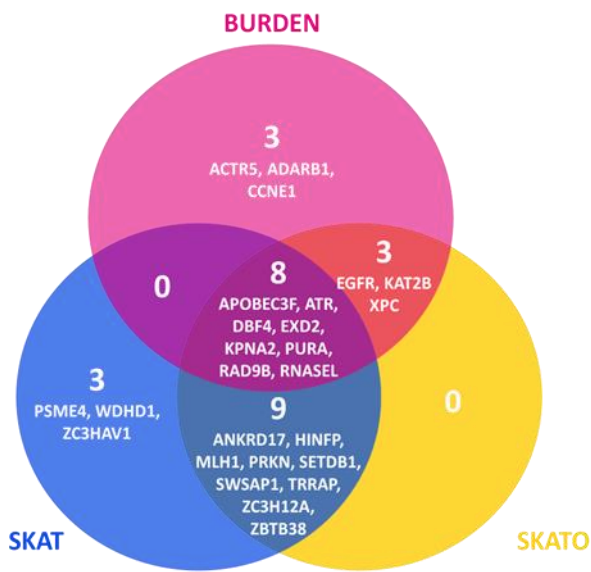 BURDEN
3
ACTR5, ADARB1,
CCNE1
3
EGFR, KAT2B
XPC
0
8
APOBEC3F, ATR,
DBF4, EXD2,
KPNA2, PURA,
RAD9B, RNASEL
3
PSME4, WDHD1,
ZC3HAV1
9
ANKRD17, HINFP,
MLH1, PRKN, SETDB1,
SWSAP1, TRRAP,
ZC3H12A,
ZBTB38
0
SKAT
SKATO